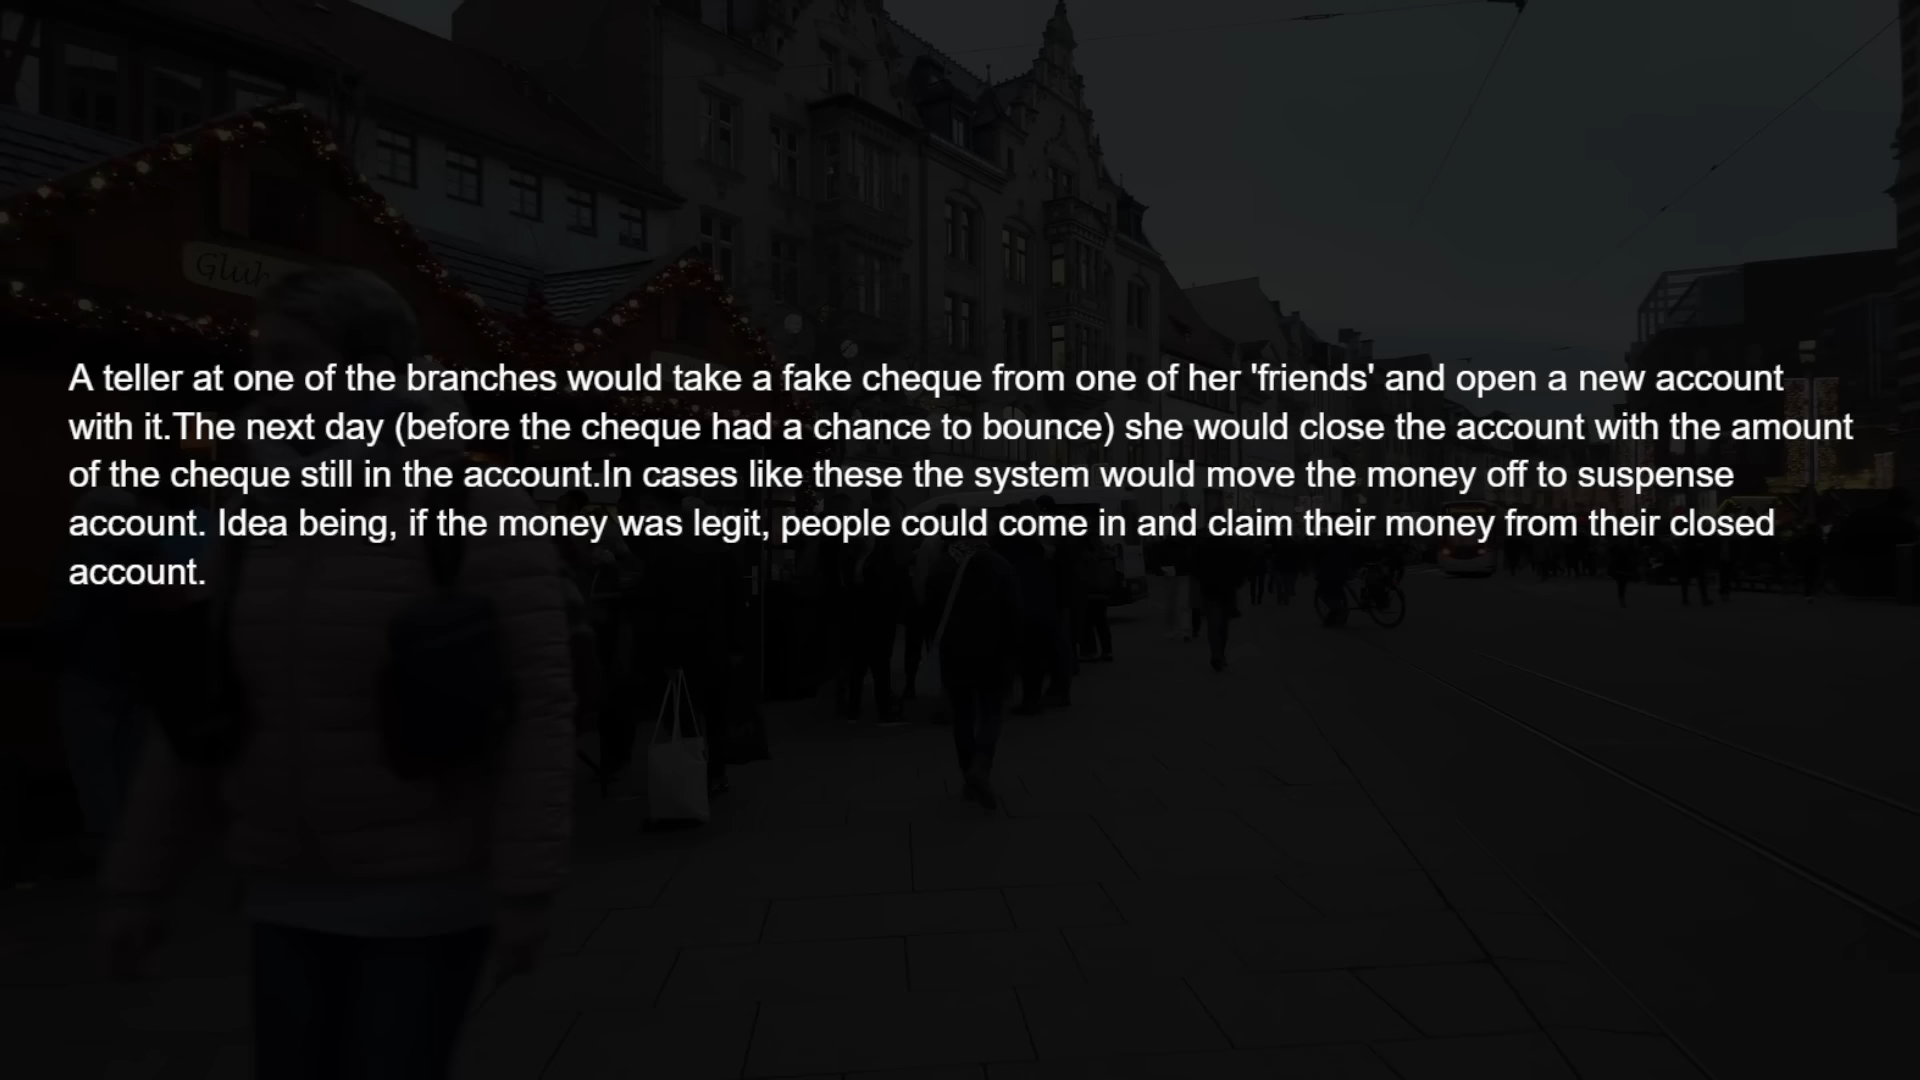 Glüh
A teller at one of the branches would take a fake cheque from one of her 'friends' and open a new account
with it.The next day (before the cheque had a chance to bounce) she would close the account with the amount
of the cheque still in the account.In cases like these the system would move the money off to suspense
account. Idea being, if the money was legit, people could come in and claim their money from their closed
account.